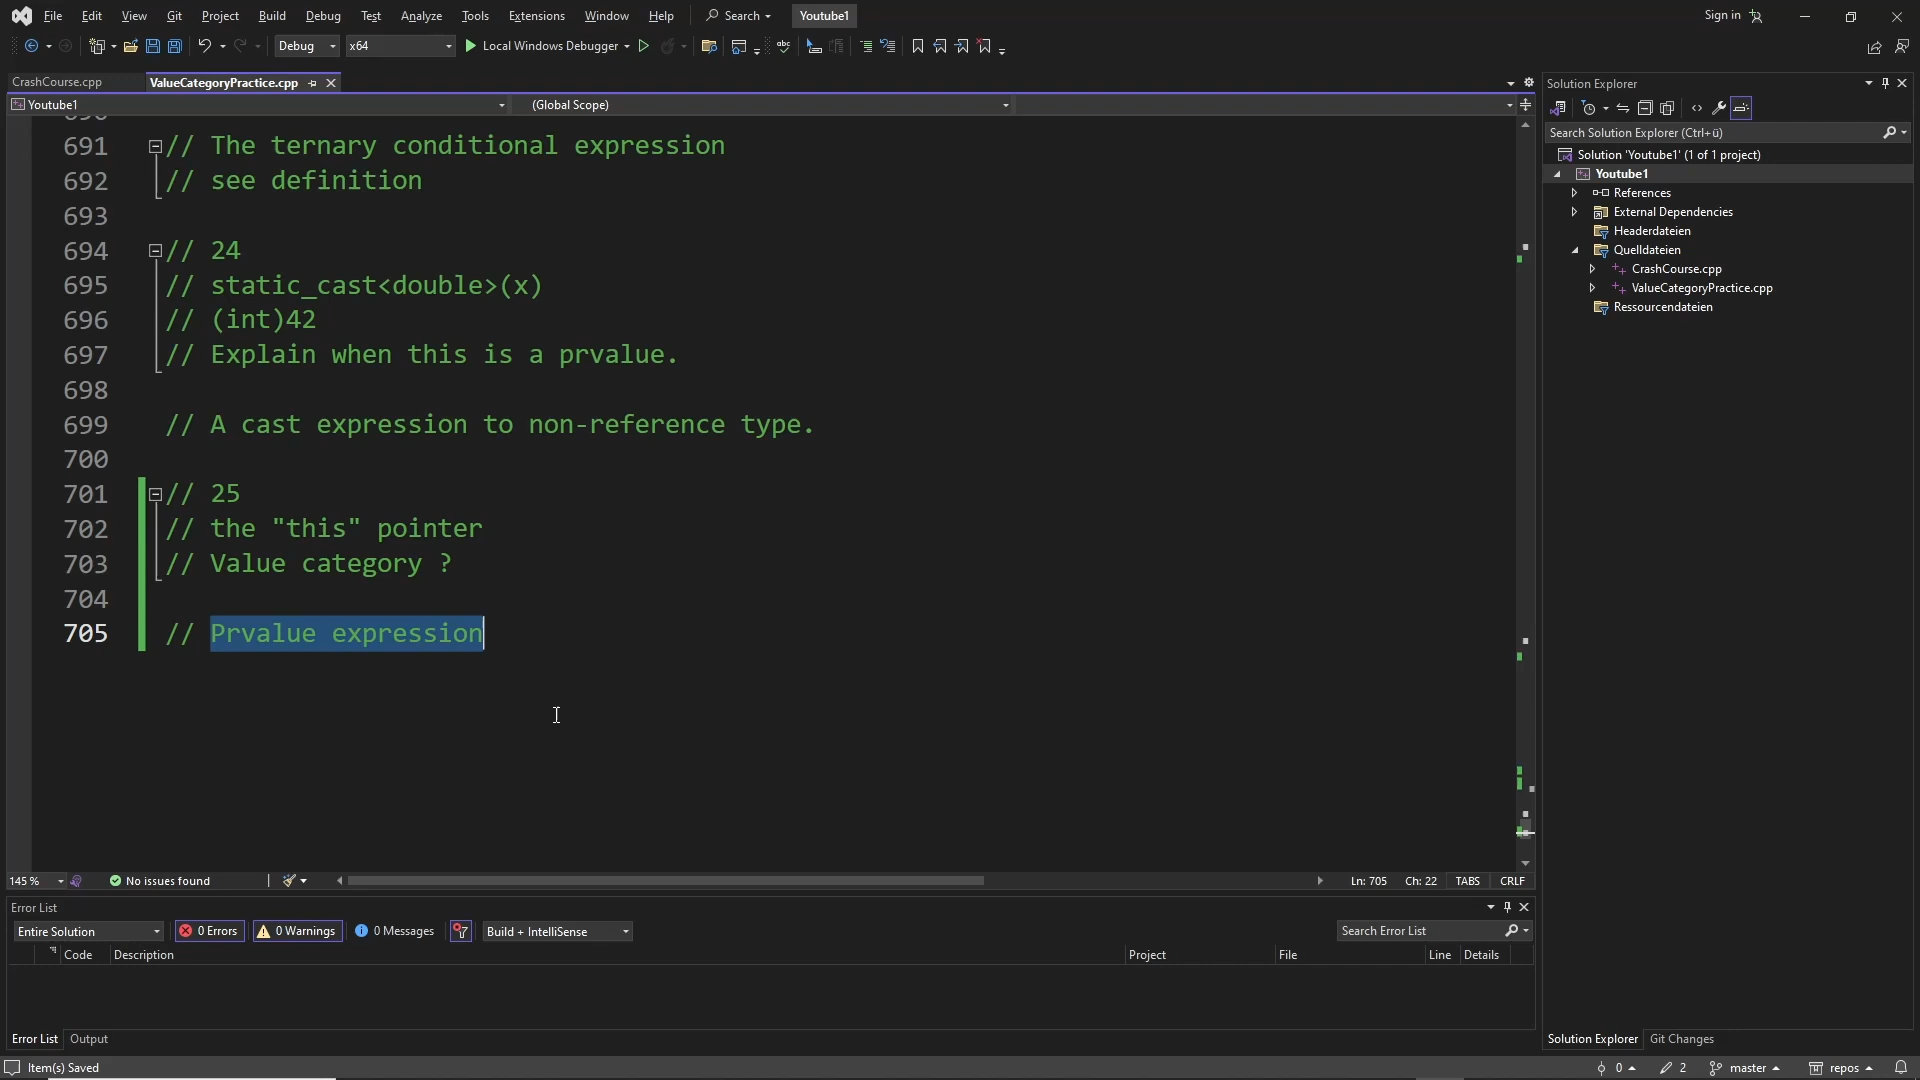 File Edit View Git Project Build Debug Test Analyze Tools Extensions Window Help Search Youtube1 Sign in
Debug x64 Local Windows Debugger
CrashCourse.cpp ValueCategoryPractice.cpp
Youtube1 (Global Scope)
691 // The ternary conditional expression
692 // see definition
693
694 // 24
695 // static_cast<double>(x)
696 // (int)42
697 // Explain when this is a prvalue.
698
699 // A cast expression to non-reference type.
700
701 // 25
702 // the "this" pointer
703 // Value category ?
704
705 // Prvalue expression
145 % No issues found Ln: 705 Ch: 22 TABS CRLF
Error List
Entire Solution 0 Errors 0 Warnings 0 Messages Build + IntelliSense Search Error List
Code Description Project File Line Details
Error List Output
Solution Explorer
Search Solution Explorer (Ctrl+ü)
Solution 'Youtube1' (1 of 1 project)
Youtube1
References
External Dependencies
Headerdateien
Quelldateien
CrashCourse.cpp
ValueCategoryPractice.cpp
Ressourcendateien
Solution Explorer Git Changes
Item(s) Saved 0 2 master repos